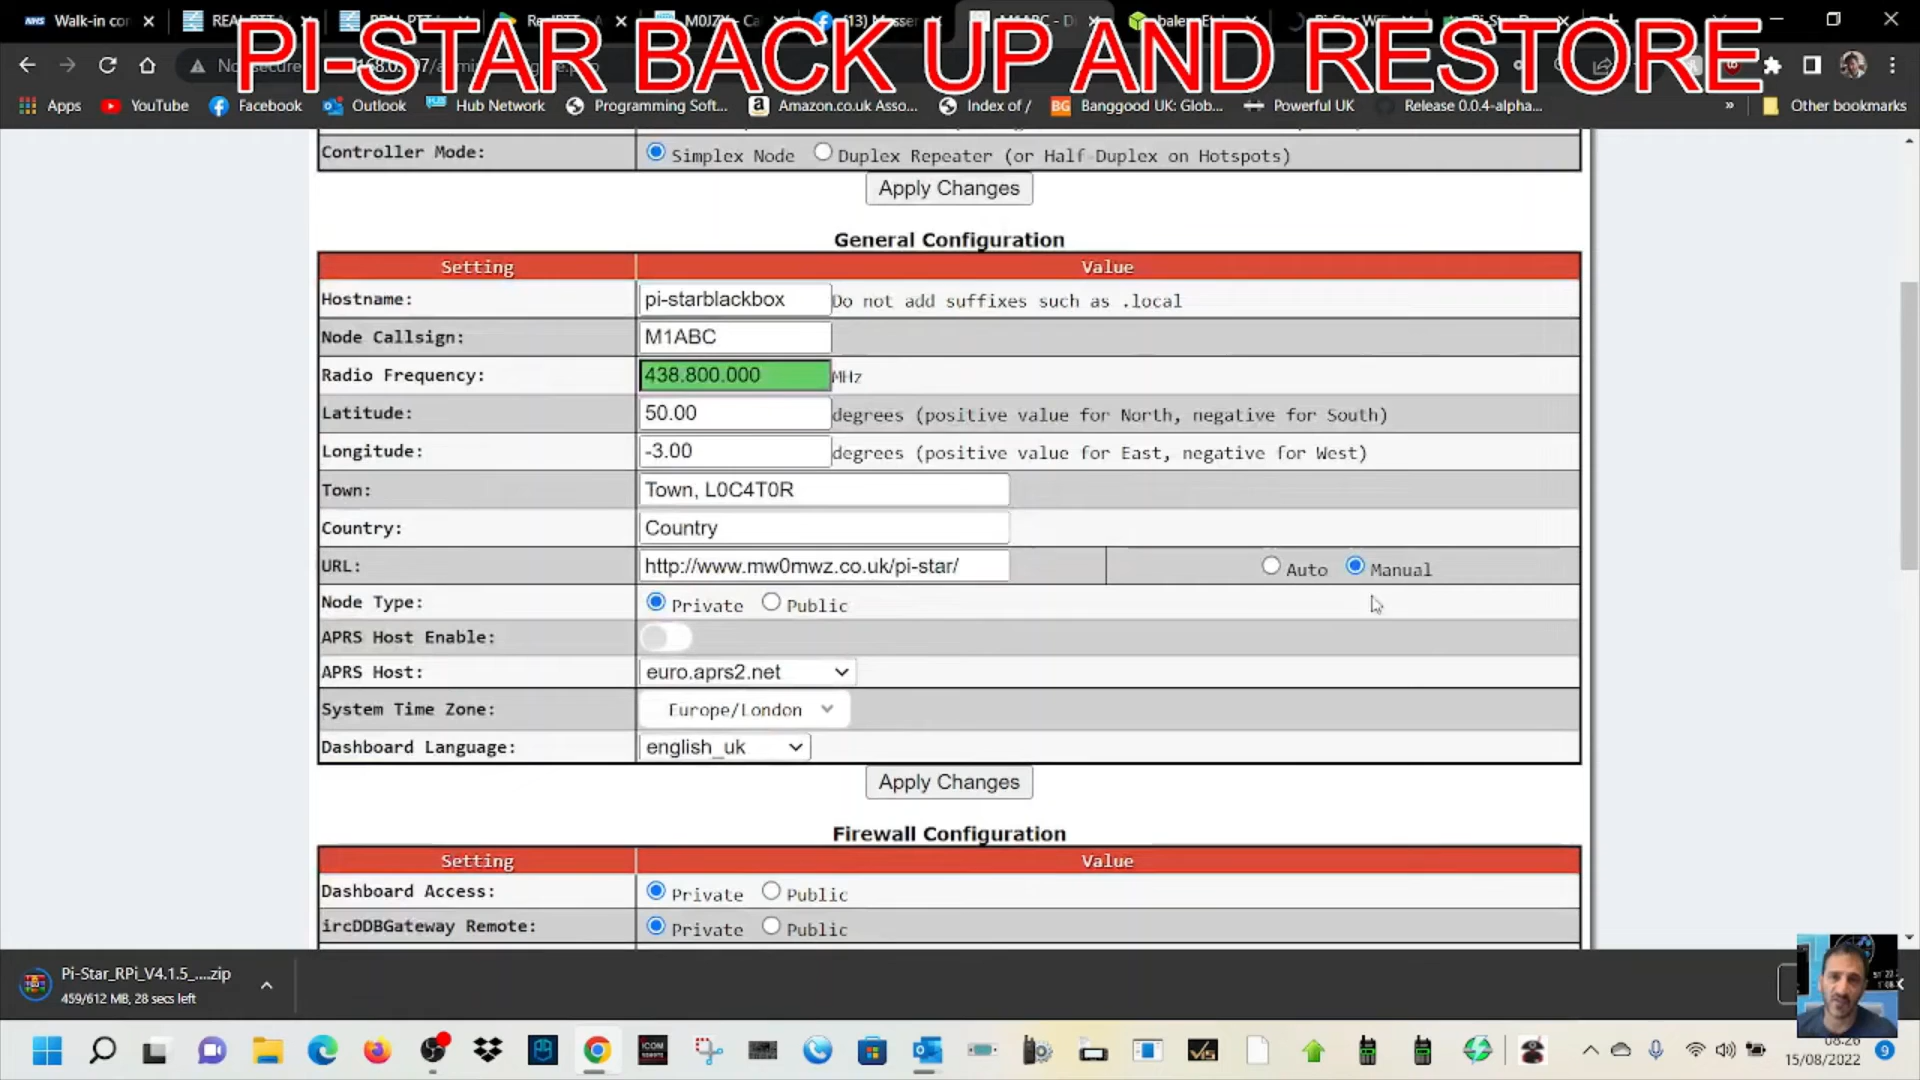 Walk-in co
PI-STAR BACK UP AND RESTORE
Apps YouTube Facebook Outlook Hub Network Programming Soft... Amazon.co.uk Asso... Index of / Banggood UK: Glob... Powerful UK Release 0.0.4-alpha... » Other bookmarks
Controller Mode: Simplex Node Duplex Repeater (or Half-Duplex on Hotspots)
Apply Changes
General Configuration
Setting Value
Hostname: pi-starblackbox Do not add suffixes such as .local
Node Callsign: M1ABC
Radio Frequency: 438.800.000 MHz
Latitude: 50.00 degrees (positive value for North, negative for South)
Longitude: -3.00 degrees (positive value for East, negative for West)
Town: Town, L0C4T0R
Country: Country
URL: http://www.mw0mwz.co.uk/pi-star/ Auto Manual
Node Type: Private Public
APRS Host Enable:
APRS Host: euro.aprs2.net
System Time Zone: Europe/London
Dashboard Language: english_uk
Apply Changes
Firewall Configuration
Setting Value
Dashboard Access: Private Public
ircDDBGateway Remote: Private Public
Pi-Star_RPi_V4.1.5_....zip
459/612 MB, 28 secs left
08:26
15/08/2022 9